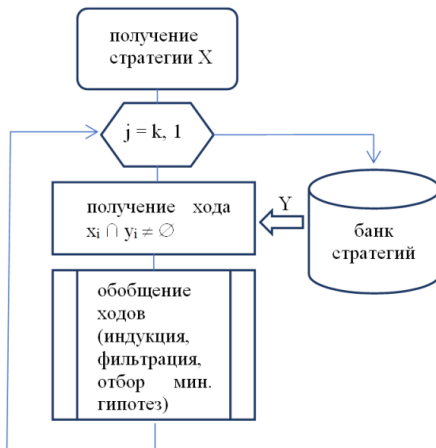 получение
стратегии X
j = k, 1
получение хода
xᵢ ∩ yᵢ ≠ ∅
Y
банк
стратегий
обобщение
ходов
(индукция,
фильтрация,
отбор мин.
гипотез)